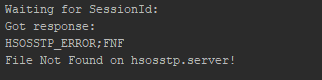 Waiting for SessionId:
Got response:
HSOSSTP_ERROR;FNF
File Not Found on hsosstp.server!